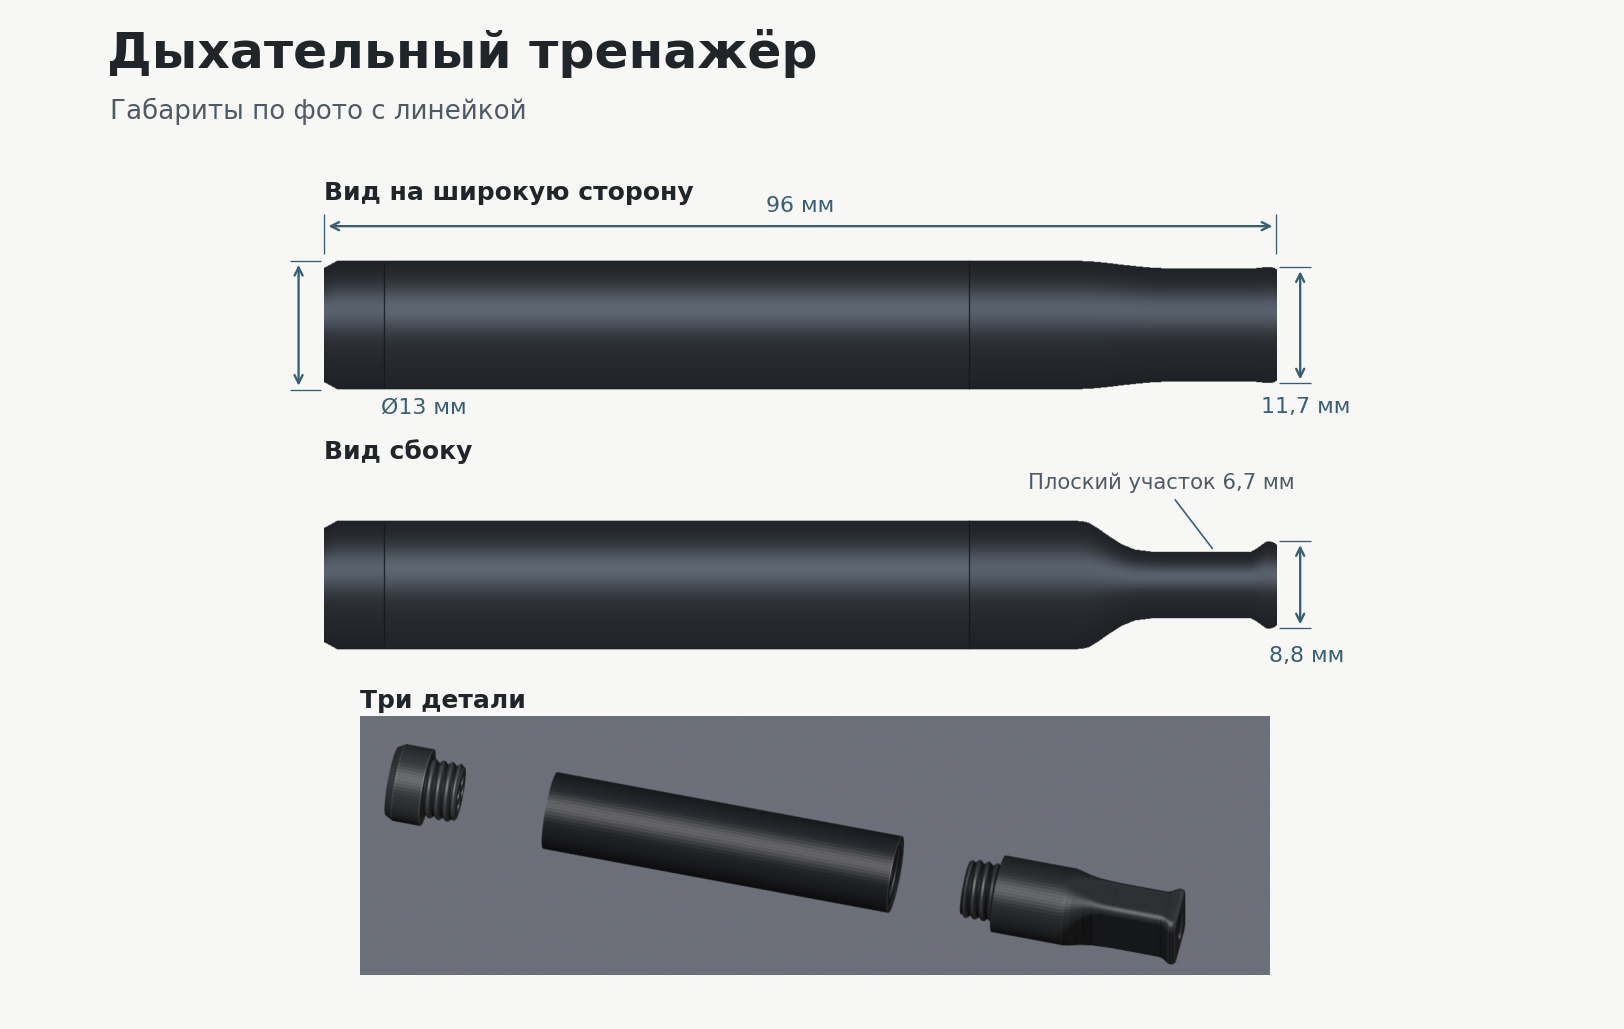 Дыхательный тренажёр
Габариты по фото с линейкой
Вид на широкую сторону
96 мм
Ø13 мм
11,7 мм
Вид сбоку
Плоский участок 6,7 мм
8,8 мм
Три детали